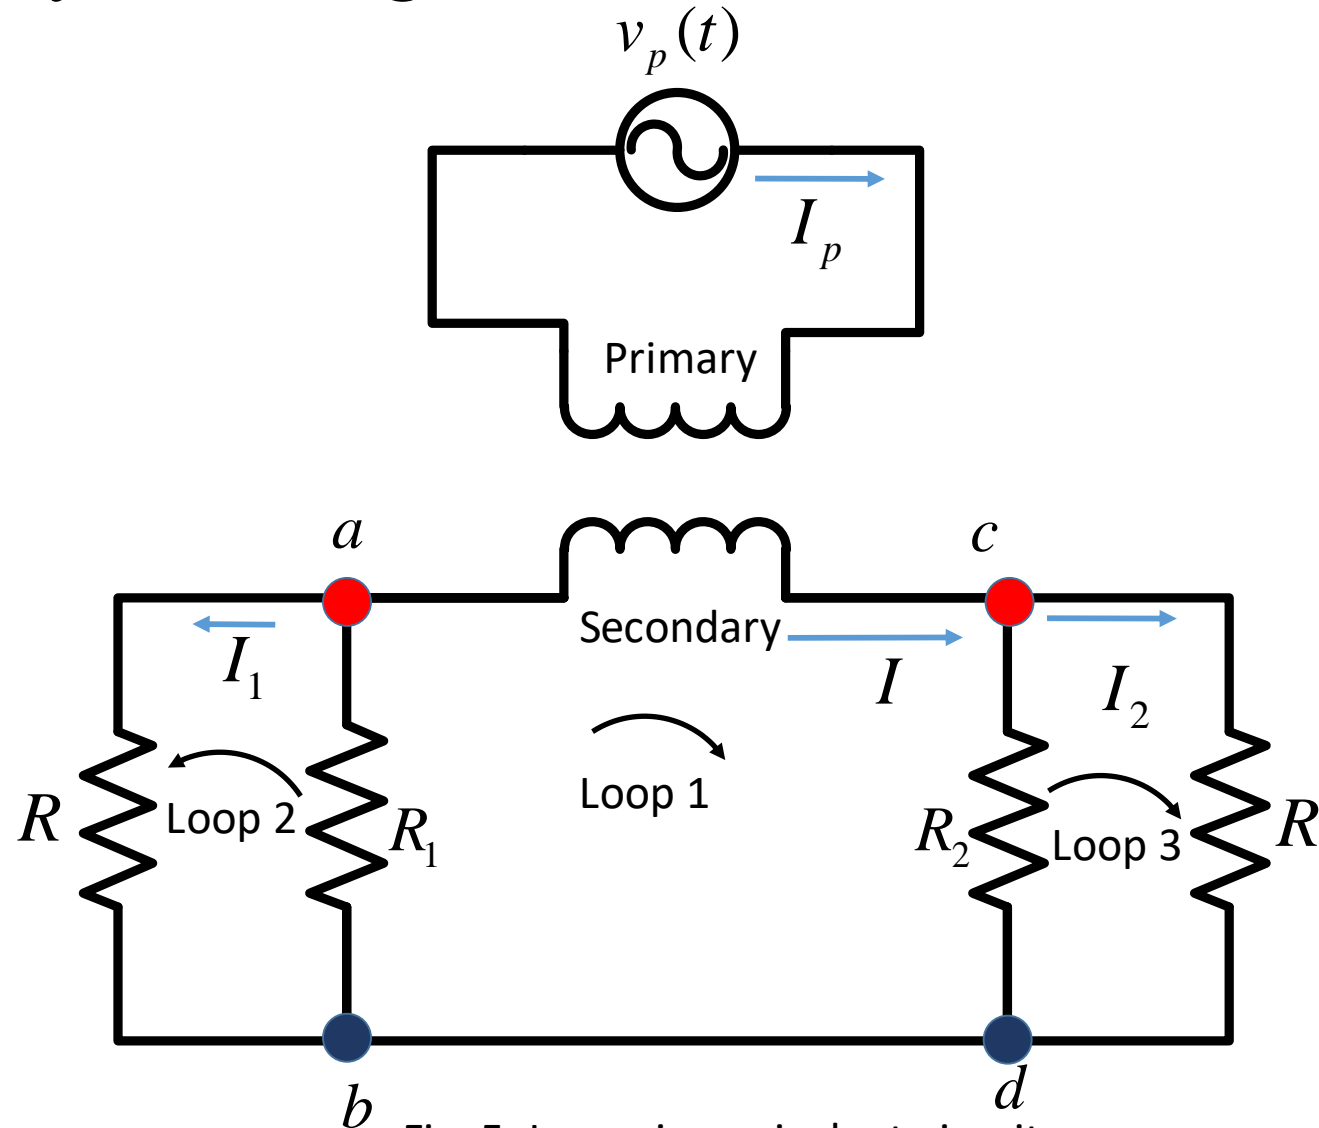 v_p(t)
I_p
Primary
a
c
Secondary
I_1
I
I_2
R
Loop 2
R_1
Loop 1
R_2
Loop 3
R
b
d